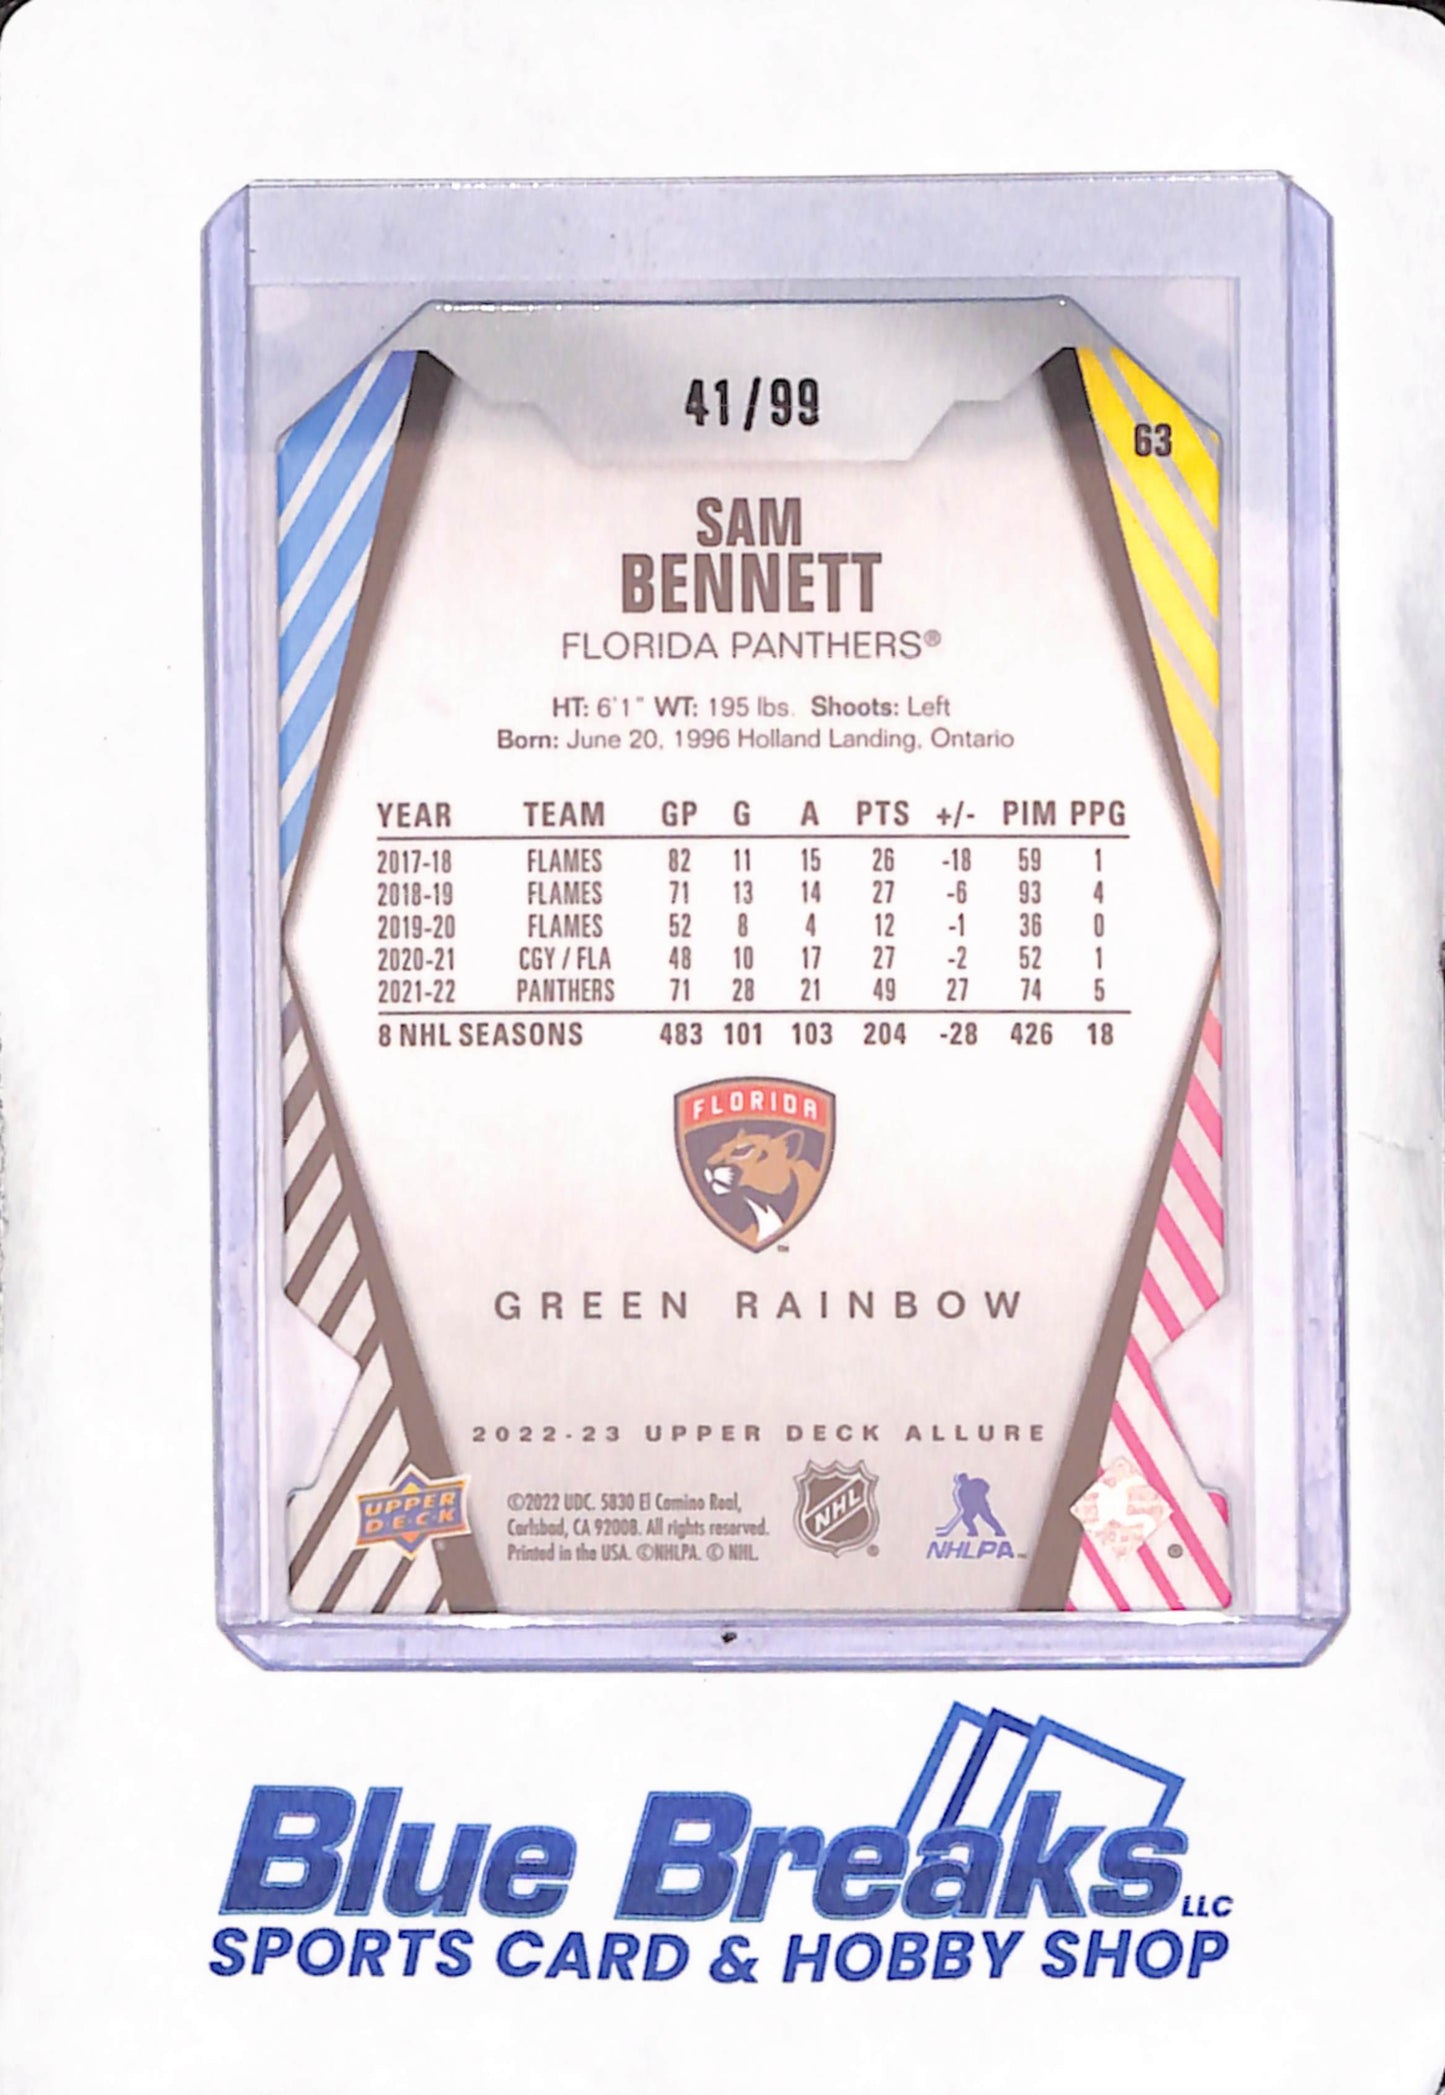 41/99
63
SAM
BENNETT
FLORIDA PANTHERS®
HT: 6'1" WT: 195 lbs. Shoots: Left
Born: June 20, 1996 Holland Landing, Ontario
YEAR TEAM GP G A PTS +/- PIM PPG
2017-18 FLAMES 82 11 15 26 -18 59 1
2018-19 FLAMES 71 13 14 27 -6 93 4
2019-20 FLAMES 52 8 4 12 -1 36 0
2020-21 CGY / FLA 48 10 17 27 -2 52 1
2021-22 PANTHERS 71 28 21 49 27 74 5
8 NHL SEASONS 483 101 103 204 -28 426 18
FLORIDA
™
GREEN RAINBOW
2022-23 UPPER DECK ALLURE
UPPER
D·E·C·K
©2022 UDC. 5830 El Camino Real,
Carlsbad, CA 92008. All rights reserved.
Printed in the USA. ©NHLPA. © NHL.
NHL
®
NHLPA™
®
Blue Breaks LLC
SPORTS CARD & HOBBY SHOP